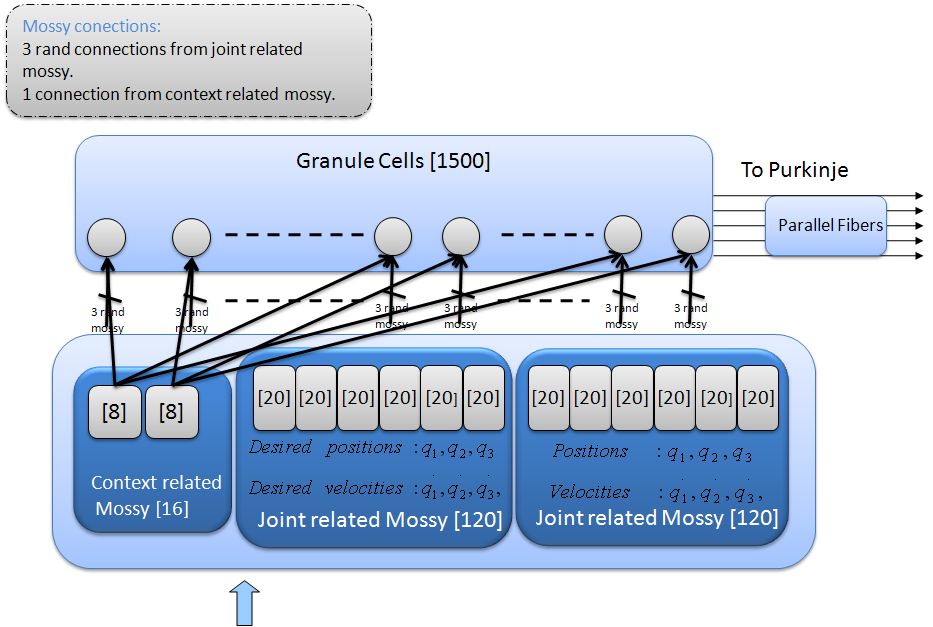 Mossy conections:
3 rand connections from joint related
mossy.
1 connection from context related mossy.
Granule Cells [1500]
To Purkinje
Parallel Fibers
3 rand
mossy
3 rand
mossy
3 rand
mossy
3 rand
mossy
3 rand
mossy
3 rand
mossy
[8] [8]
Context related
Mossy [16]
[20] [20] [20] [20] [20] [20]
Desired positions : q₁, q₂, q₃
Desired velocities : q̇₁, q̇₂, q̇₃,
Joint related Mossy [120]
[20] [20] [20] [20] [20] [20]
Positions : q₁, q₂, q₃
Velocities : q̇₁, q̇₂, q̇₃,
Joint related Mossy [120]